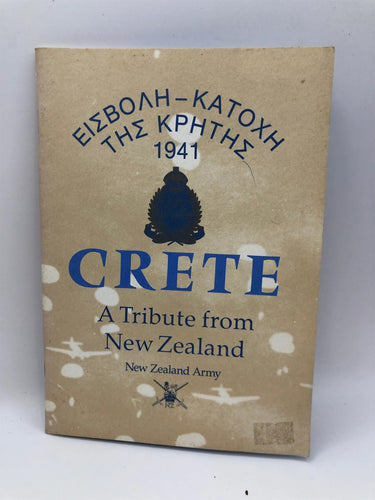 ΕΙΣΒΟΛΗ – ΚΑΤΟΧΗ
ΤΗΣ ΚΡΗΤΗΣ
1941
CRETE
A Tribute from
New Zealand
New Zealand Army